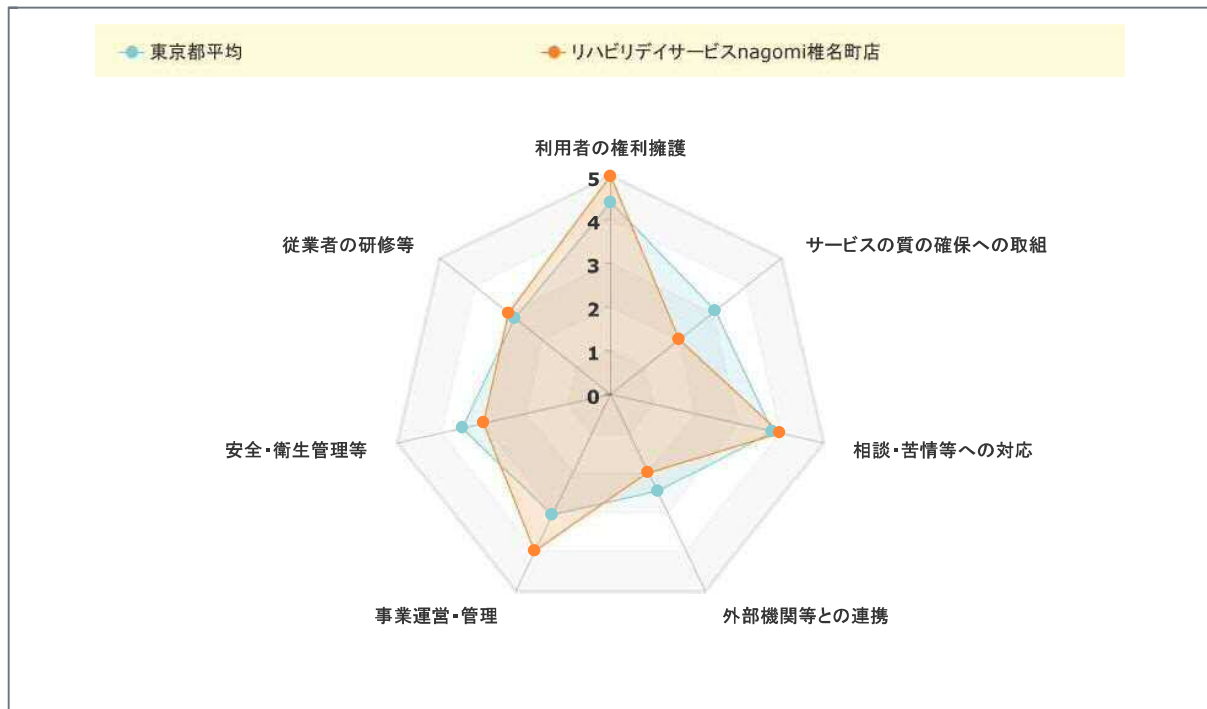 東京都平均
リハビリデイサービスnagomi椎名町店
利用者の権利擁護
サービスの質の確保への取組
相談・苦情等への対応
外部機関等との連携
事業運営・管理
安全・衛生管理等
従業者の研修等
5
4
3
2
1
0